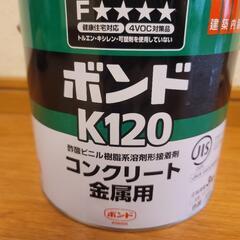 F★★★★
建築内
健康住宅対応
4VOC対策品
トルエン・キシレン・可塑剤を使用していない
ボンド
K120
JIS
酢酸ビニル樹脂系溶剤形接着剤
コンクリート
金属用
ボンド